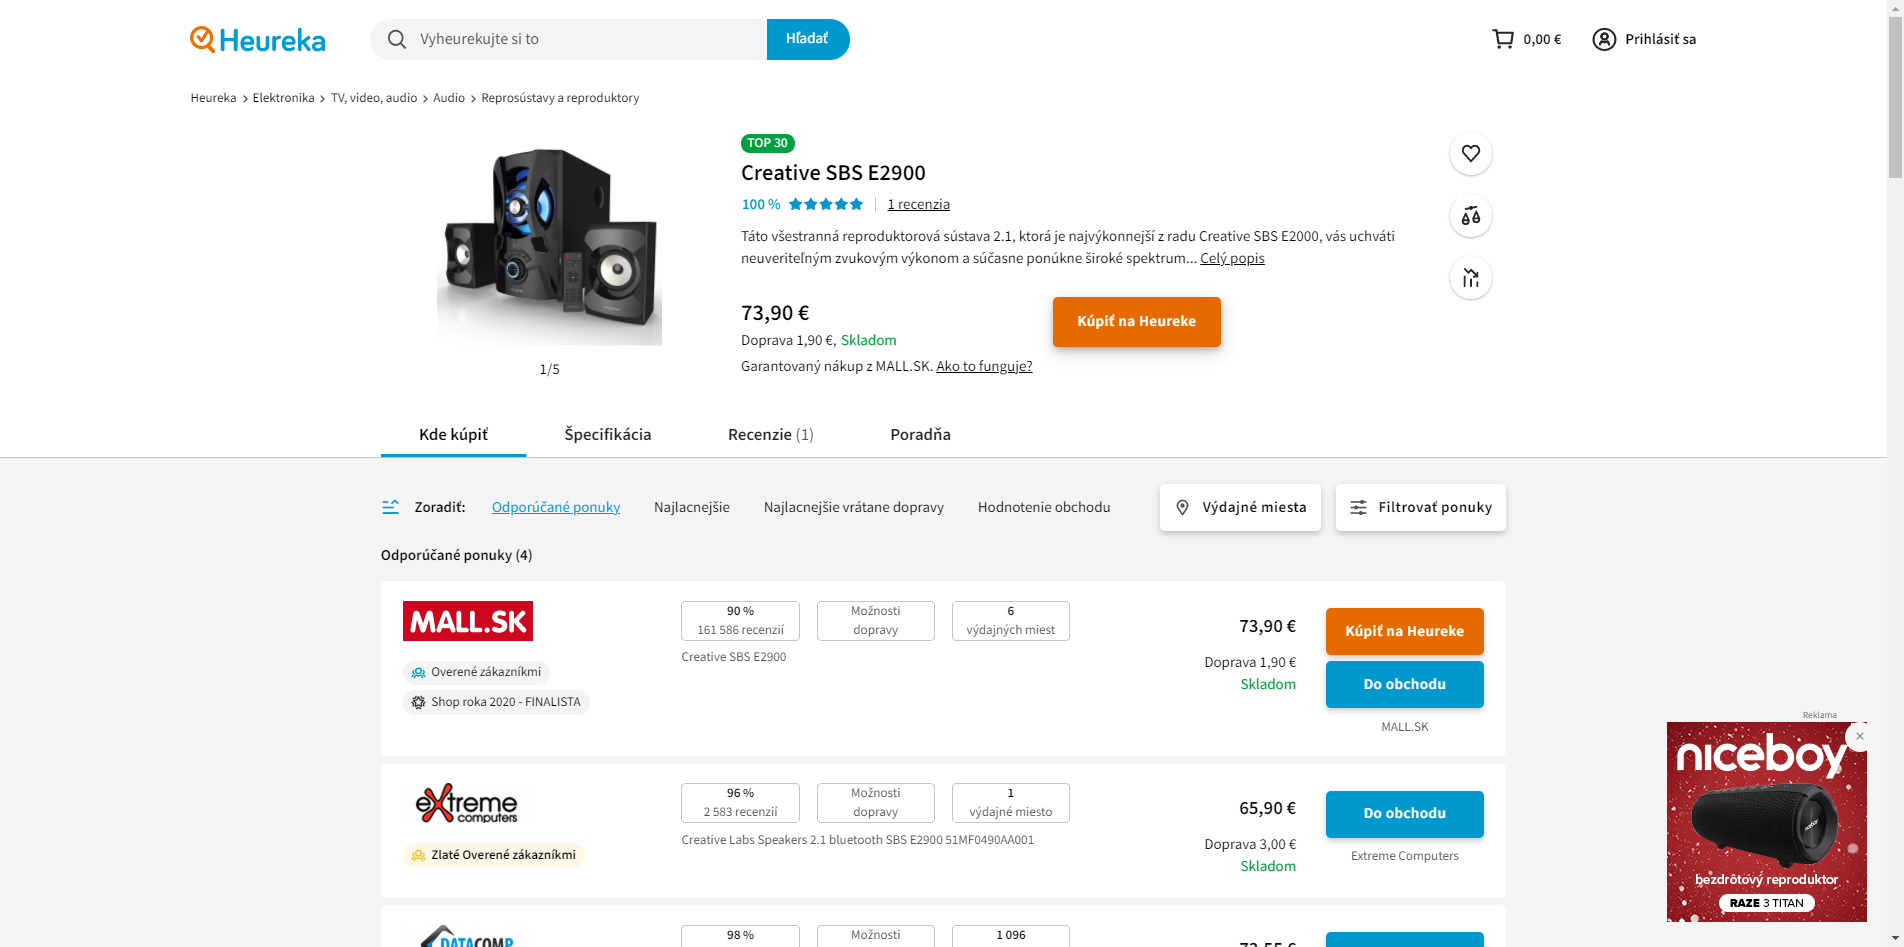 Heureka
Vyheurekujte si to
Hľadať
0,00 €
Prihlásiť sa
Heureka > Elektronika > TV, video, audio > Audio > Reprosústavy a reproduktory
TOP 30
Creative SBS E2900
100 %
1 recenzia
Táto všestranná reproduktorová sústava 2.1, ktorá je najvýkonnejší z radu Creative SBS E2000, vás uchváti
neuveriteľným zvukovým výkonom a súčasne ponúkne široké spektrum... Celý popis
73,90 €
Kúpiť na Heureke
Doprava 1,90 €, Skladom
Garantovaný nákup z MALL.SK. Ako to funguje?
1/5
Kde kúpiť
Špecifikácia
Recenzie (1)
Poradňa
Zoradiť:
Odporúčané ponuky
Najlacnejšie
Najlacnejšie vrátane dopravy
Hodnotenie obchodu
Výdajné miesta
Filtrovať ponuky
Odporúčané ponuky (4)
MALL.SK
Overené zákazníkmi
Shop roka 2020 - FINALISTA
90 %
161 586 recenzií
Možnosti
dopravy
6
výdajných miest
Creative SBS E2900
73,90 €
Doprava 1,90 €
Skladom
Kúpiť na Heureke
Do obchodu
MALL.SK
extreme
computers
Zlaté Overené zákazníkmi
96 %
2 583 recenzií
Možnosti
dopravy
1
výdajné miesto
Creative Labs Speakers 2.1 bluetooth SBS E2900 51MF0490AA001
65,90 €
Doprava 3,00 €
Skladom
Do obchodu
Extreme Computers
DATACOMP
98 %
Možnosti
1 096
Reklama
niceboy
niceboy
bezdrôtový reproduktor
RAZE 3 TITAN